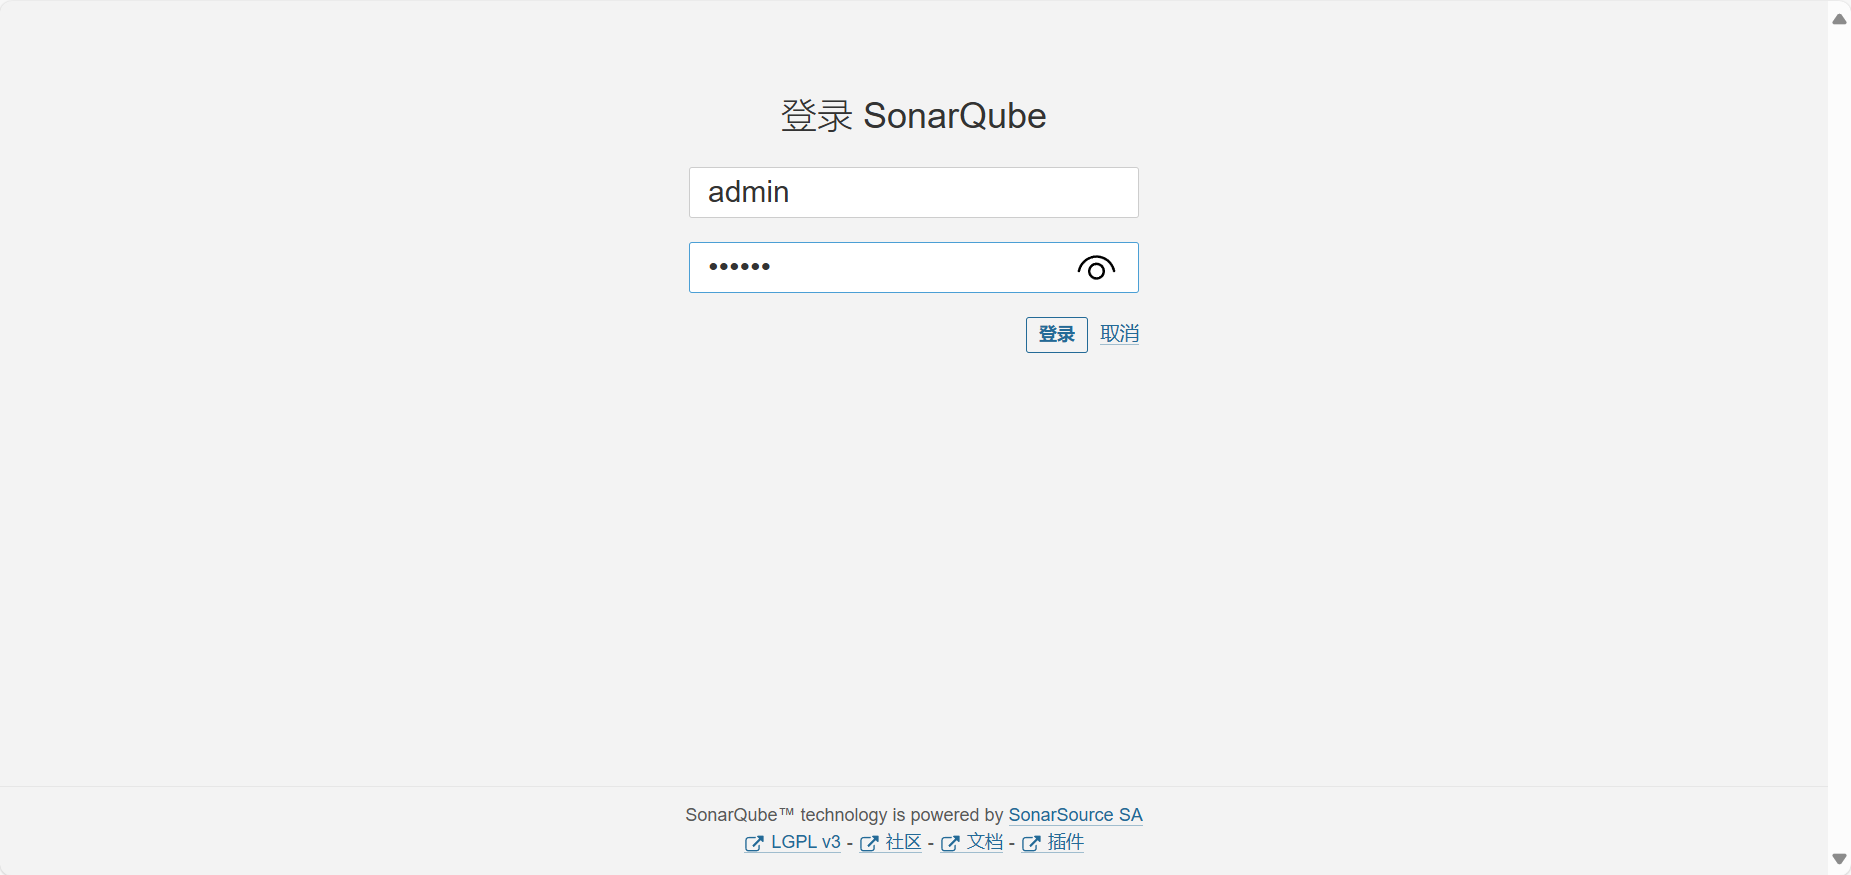 登录 SonarQube
admin
••••••
登录 取消
SonarQube™ technology is powered by SonarSource SA
LGPL v3 - 社区 - 文档 - 插件